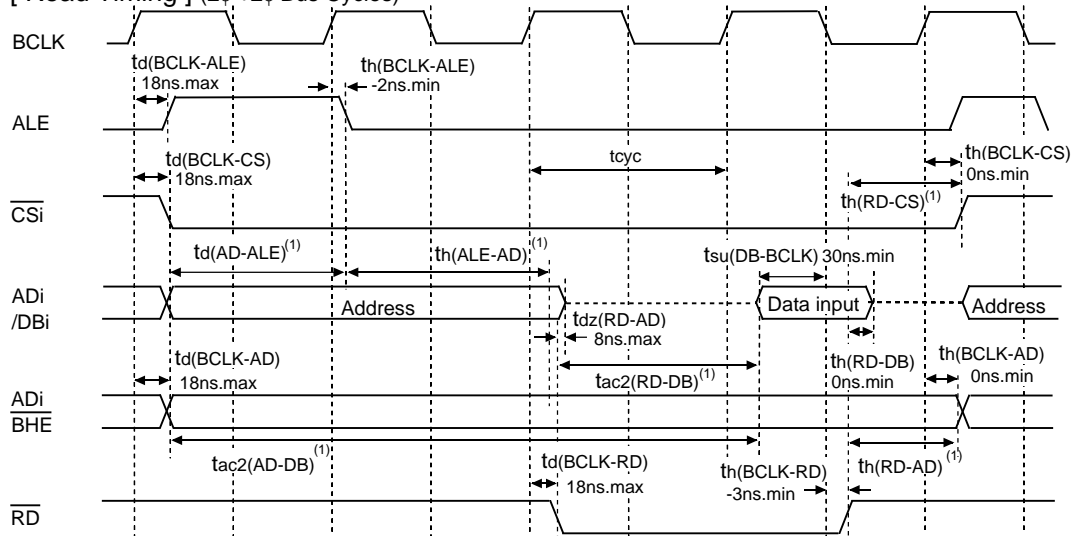 [ Read Timing ] (2φ +2φ Bus Cycles)
BCLK
td(BCLK-ALE)
18ns.max
th(BCLK-ALE)
-2ns.min
ALE
td(BCLK-CS)
18ns.max
tcyc
th(BCLK-CS)
0ns.min
th(RD-CS)(1)
CSi
td(AD-ALE)(1)
th(ALE-AD)(1)
tsu(DB-BCLK) 30ns.min
ADi
/DBi
Address
Data input
Address
tdz(RD-AD)
8ns.max
td(BCLK-AD)
18ns.max
tac2(RD-DB)(1)
th(RD-DB)
0ns.min
th(BCLK-AD)
0ns.min
ADi
BHE
tac2(AD-DB)(1)
td(BCLK-RD)
18ns.max
th(BCLK-RD)
-3ns.min
th(RD-AD)(1)
RD